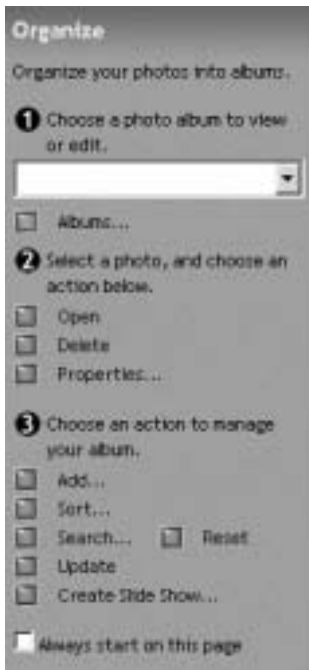 Organize
Organize your photos into albums.
1 Choose a photo album to view
or edit.
Albums...
2 Select a photo, and choose an
action below.
Open
Delete
Properties...
3 Choose an action to manage
your album.
Add...
Sort...
Search... Reset
Update
Create Slide Show...
Always start on this page